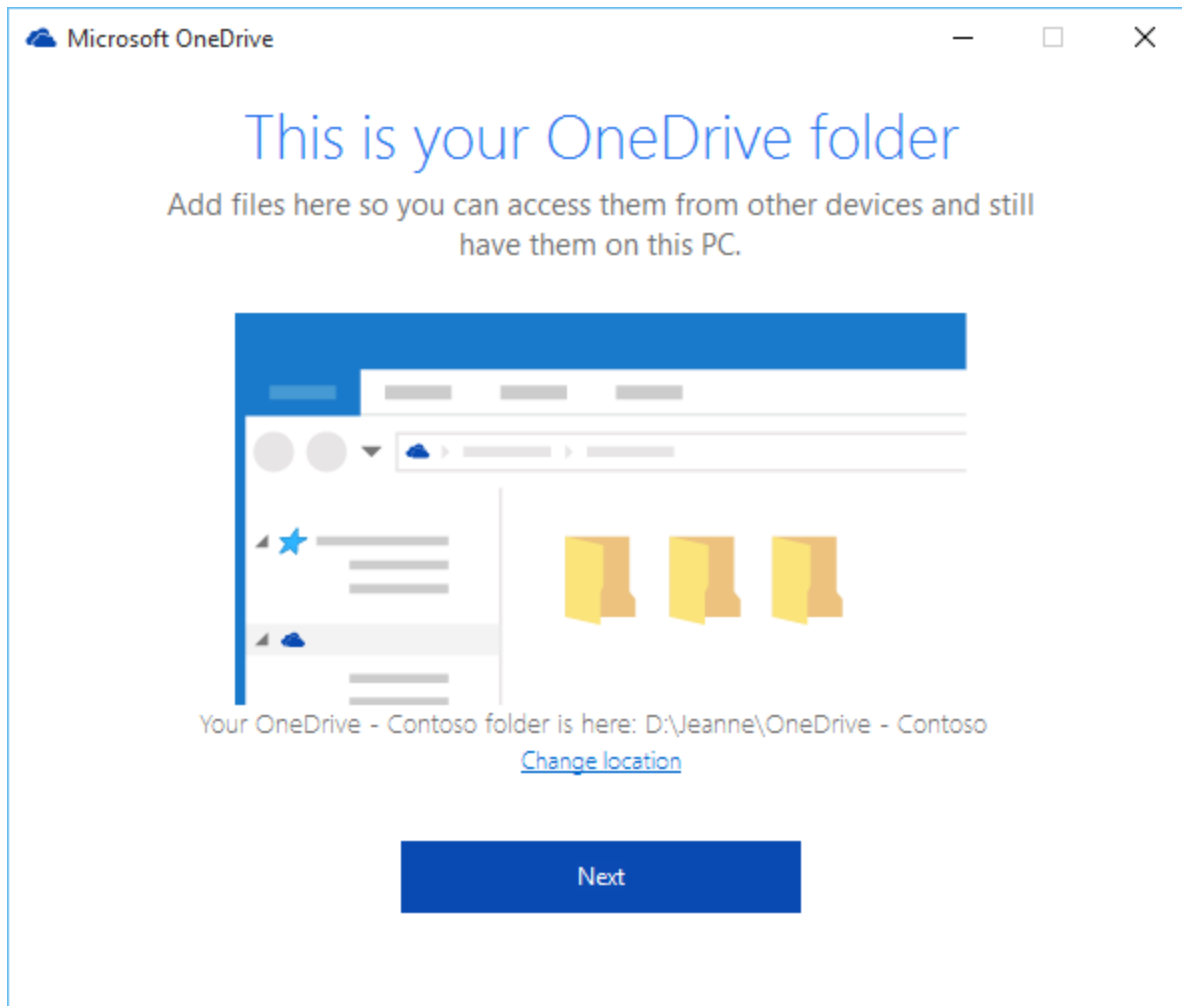 Microsoft OneDrive
This is your OneDrive folder
Add files here so you can access them from other devices and still
have them on this PC.
Your OneDrive - Contoso folder is here: D:\Jeanne\OneDrive - Contoso
Change location
Next